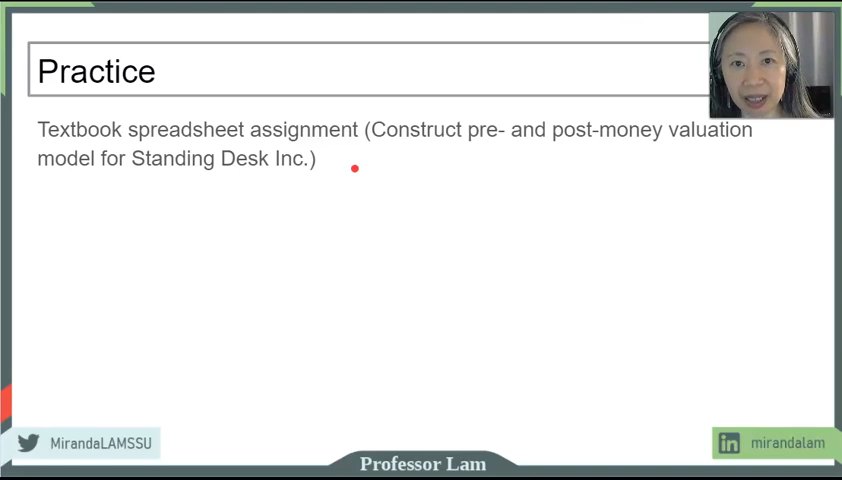 Practice
Textbook spreadsheet assignment (Construct pre- and post-money valuation
model for Standing Desk Inc.)
MirandaLAMSSU
in mirandalam
Professor Lam